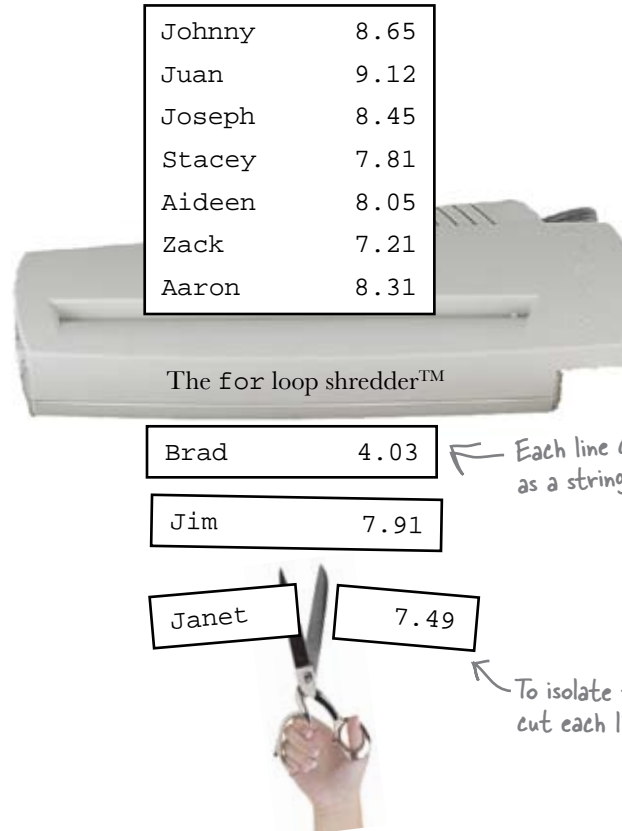 Johnny 8.65
Juan 9.12
Joseph 8.45
Stacey 7.81
Aideen 8.05
Zack 7.21
Aaron 8.31
The for loop shredder™
Brad 4.03
Each line
as a string
Jim 7.91
Janet 7.49
To isolate
cut each